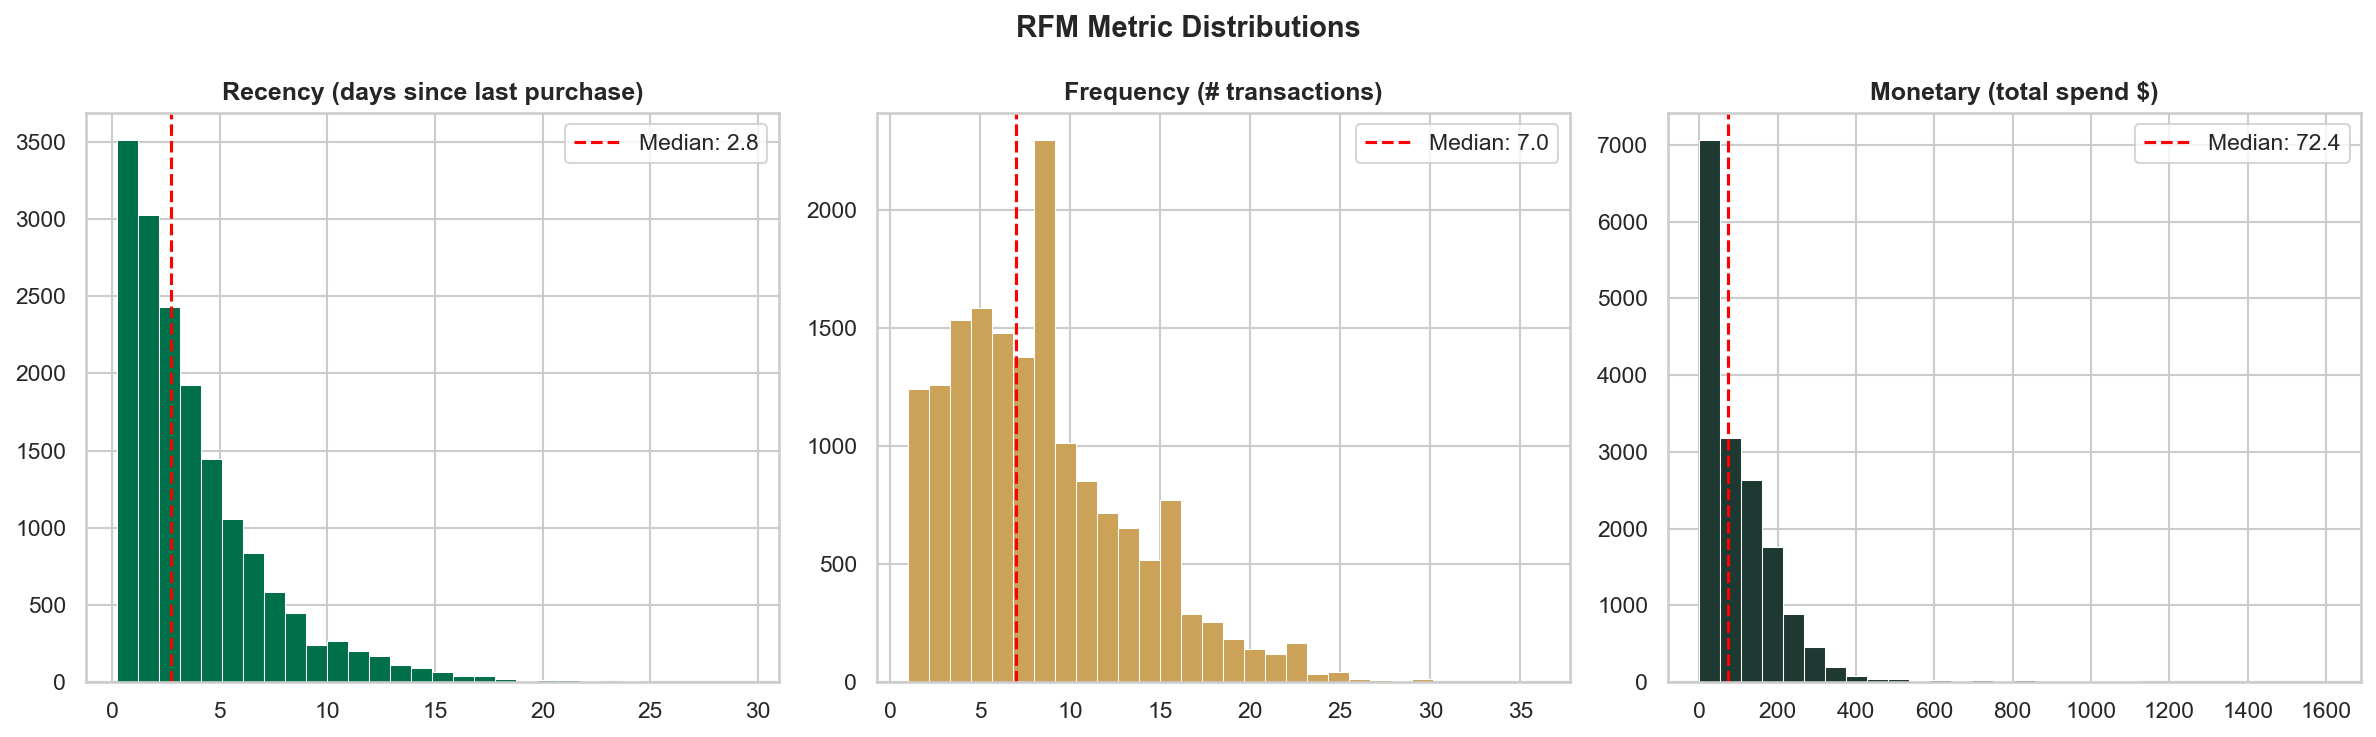 RFM Metric Distributions
Recency (days since last purchase)
Median: 2.8
3500
3000
2500
2000
1500
1000
500
0
0 5 10 15 20 25 30
Frequency (# transactions)
Median: 7.0
2000
1500
1000
500
0
0 5 10 15 20 25 30 35
Monetary (total spend $)
Median: 72.4
7000
6000
5000
4000
3000
2000
1000
0
0 200 400 600 800 1000 1200 1400 1600